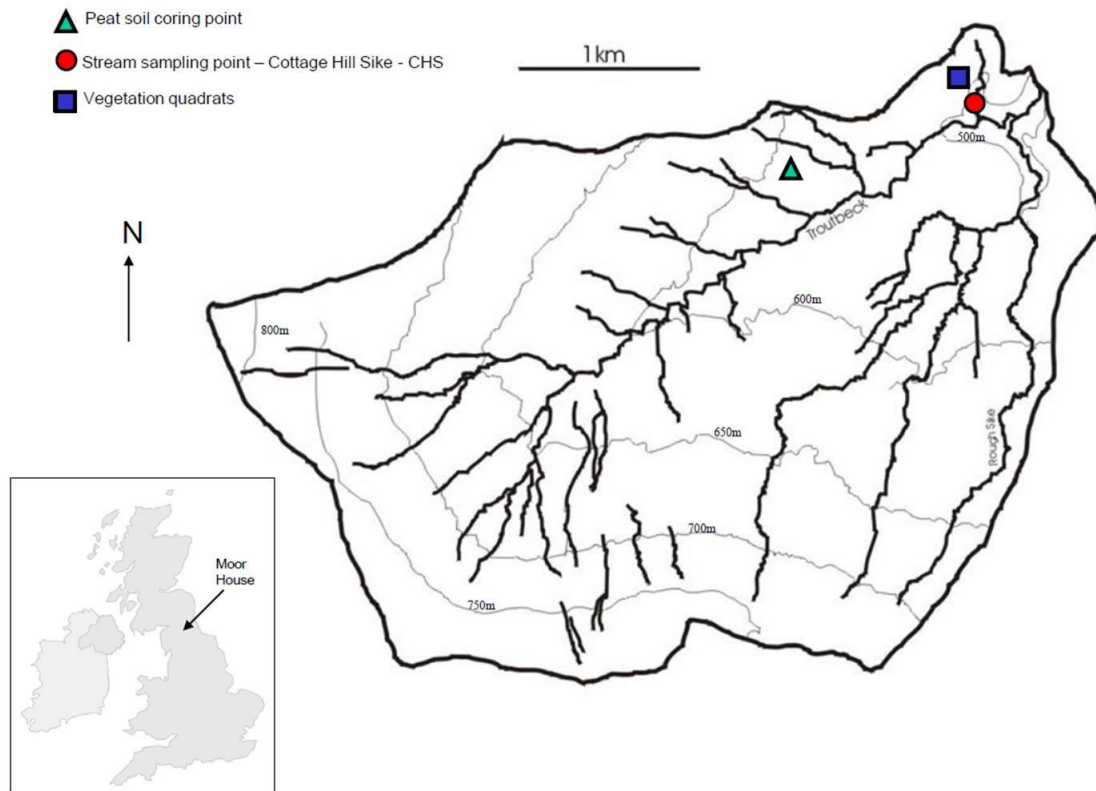 Peat soil coring point
Stream sampling point – Cottage Hill Sike - CHS
Vegetation quadrats
1km
500m
Troutbeck
N
600m
800m
650m
Rough Sike
700m
750m
Moor
House